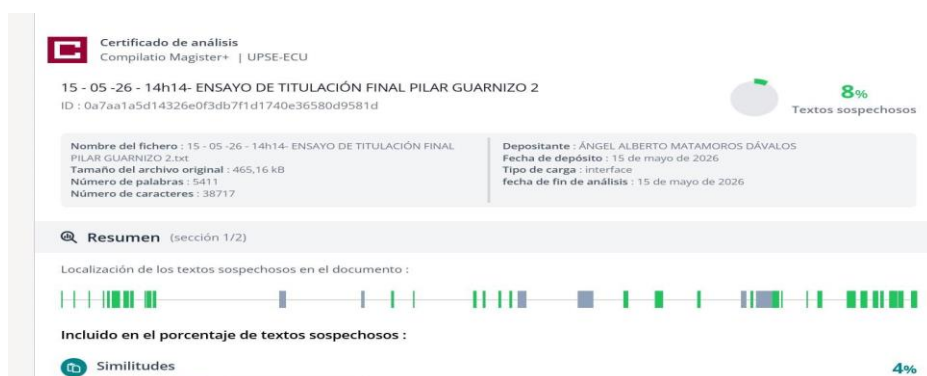 Certificado de análisis
Compilatio Magister+ | UPSE-ECU
15 - 05 -26 - 14h14- ENSAYO DE TITULACIÓN FINAL PILAR GUARNIZO 2
ID : 0a7aa1a5d14326e0f3db7f1d1740e36580d9581d
8%
Textos sospechosos
Nombre del fichero : 15 - 05 -26 - 14h14- ENSAYO DE TITULACIÓN FINAL
PILAR GUARNIZO 2.txt
Tamaño del archivo original : 465,16 kB
Número de palabras : 5411
Número de caracteres : 38717
Depositante : ÁNGEL ALBERTO MATAMOROS DÁVALOS
Fecha de depósito : 15 de mayo de 2026
Tipo de carga : interface
fecha de fin de análisis : 15 de mayo de 2026
Resumen (sección 1/2)
Localización de los textos sospechosos en el documento :
Incluido en el porcentaje de textos sospechosos :
Similitudes
4%